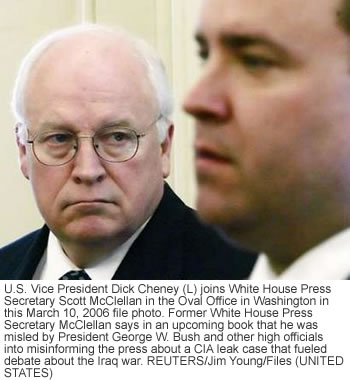 U.S. Vice President Dick Cheney (L) joins White House Press
Secretary Scott McClellan in the Oval Office in Washington in
this March 10, 2006 file photo. Former White House Press
Secretary McClellan says in an upcoming book that he was
misled by President George W. Bush and other high officials
into misinforming the press about a CIA leak case that fueled
debate about the Iraq war. REUTERS/Jim Young/Files (UNITED
STATES)